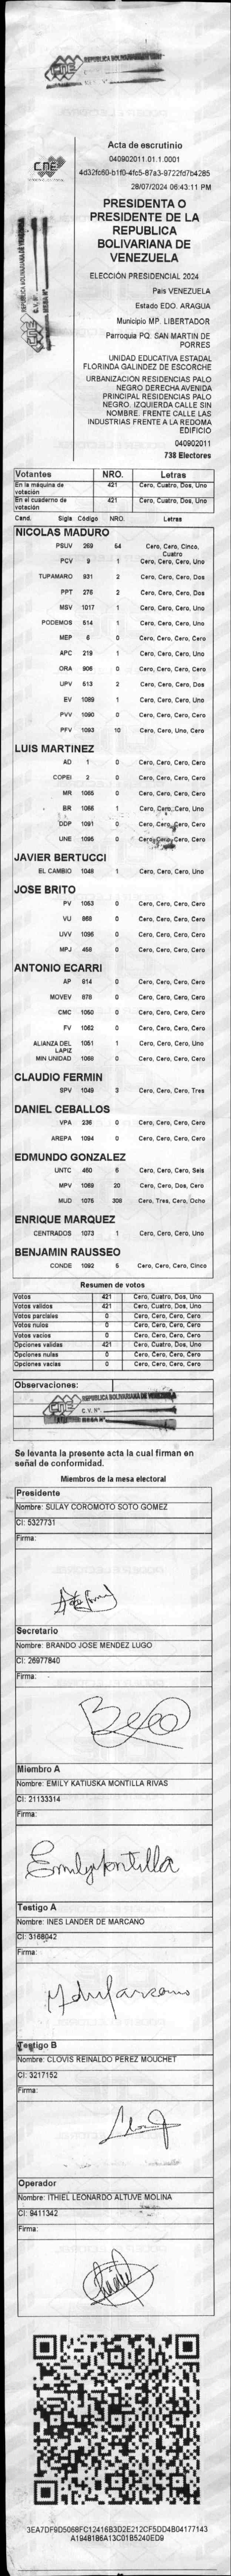 CNE REPUBLICA BOLIVARIANA DE VENEZUELA
Acta de escrutinio
040902011.01.1.0001
4d32fc60-b1f0-4fc5-87a3-9722fd7b4285
28/07/2024 06:43:11 PM
CNE
PRESIDENTA O
PRESIDENTE DE LA
REPUBLICA
BOLIVARIANA DE
VENEZUELA
ELECCIÓN PRESIDENCIAL 2024
País VENEZUELA
Estado EDO. ARAGUA
Municipio MP. LIBERTADOR
Parroquia PQ. SAN MARTIN DE
PORRES
UNIDAD EDUCATIVA ESTADAL
FLORINDA GALINDEZ DE ESCORCHE
URBANIZACIÓN RESIDENCIAS PALO
NEGRO DERECHA AVENIDA
PRINCIPAL RESIDENCIAS PALO
NEGRO. IZQUIERDA CALLE SIN
NOMBRE. FRENTE CALLE LAS
INDUSTRIAS FRENTE A LA REDOMA
EDIFICIO
040902011
738 Electores
Votantes NRO. Letras
En la máquina de votación 421 Cero, Cuatro, Dos, Uno
En el cuaderno de votación 421 Cero, Cuatro, Dos, Uno
Cand. Sigla Código NRO. Letras
NICOLAS MADURO
PSUV 269 54 Cero, Cero, Cinco, Cuatro
PCV 9 1 Cero, Cero, Cero, Uno
TUPAMARO 931 2 Cero, Cero, Cero, Dos
PPT 276 2 Cero, Cero, Cero, Dos
MSV 1017 1 Cero, Cero, Cero, Uno
PODEMOS 514 1 Cero, Cero, Cero, Uno
MEP 6 0 Cero, Cero, Cero, Cero
APC 219 1 Cero, Cero, Cero, Uno
ORA 906 0 Cero, Cero, Cero, Cero
UPV 613 2 Cero, Cero, Cero, Dos
EV 1089 1 Cero, Cero, Cero, Uno
PVV 1090 0 Cero, Cero, Cero, Cero
PFV 1093 10 Cero, Cero, Uno, Cero
LUIS MARTINEZ
AD 1 0 Cero, Cero, Cero, Cero
COPEI 2 0 Cero, Cero, Cero, Cero
MR 1065 0 Cero, Cero, Cero, Cero
BR 1086 1 Cero, Cero, Cero, Uno
DDP 1091 0 Cero, Cero, Cero, Cero
UNE 1095 0 Cero, Cero, Cero, Cero
JAVIER BERTUCCI
EL CAMBIO 1048 1 Cero, Cero, Cero, Uno
JOSE BRITO
PV 1053 0 Cero, Cero, Cero, Cero
VU 868 0 Cero, Cero, Cero, Cero
UVV 1096 0 Cero, Cero, Cero, Cero
MPJ 458 0 Cero, Cero, Cero, Cero
ANTONIO ECARRI
AP 814 0 Cero, Cero, Cero, Cero
MOVEV 878 0 Cero, Cero, Cero, Cero
CMC 1050 0 Cero, Cero, Cero, Cero
FV 1062 0 Cero, Cero, Cero, Cero
ALIANZA DEL LAPIZ 1051 1 Cero, Cero, Cero, Uno
MIN UNIDAD 1068 0 Cero, Cero, Cero, Cero
CLAUDIO FERMIN
SPV 1049 3 Cero, Cero, Cero, Tres
DANIEL CEBALLOS
VPA 236 0 Cero, Cero, Cero, Cero
AREPA 1094 0 Cero, Cero, Cero, Cero
EDMUNDO GONZALEZ
UNTC 460 6 Cero, Cero, Cero, Seis
MPV 1069 20 Cero, Cero, Dos, Cero
MUD 1075 308 Cero, Tres, Cero, Ocho
ENRIQUE MARQUEZ
CENTRADOS 1073 1 Cero, Cero, Cero, Uno
BENJAMIN RAUSSEO
CONDE 1092 5 Cero, Cero, Cero, Cinco
Resumen de votos
Votos 421 Cero, Cuatro, Dos, Uno
Votos validos 421 Cero, Cuatro, Dos, Uno
Votos parciales 0 Cero, Cero, Cero, Cero
Votos nulos 0 Cero, Cero, Cero, Cero
Votos vacios 0 Cero, Cero, Cero, Cero
Opciones validas 421 Cero, Cuatro, Dos, Uno
Opciones nulas 0 Cero, Cero, Cero, Cero
Opciones vacias 0 Cero, Cero, Cero, Cero
Observaciones:
CNE REPUBLICA BOLIVARIANA DE VENEZUELA
C.V. N°.
MESA N°
Se levanta la presente acta la cual firman en
señal de conformidad.
Miembros de la mesa electoral
Presidente
Nombre: SULAY COROMOTO SOTO GOMEZ
CI: 5327731
Firma:
Secretario
Nombre: BRANDO JOSE MENDEZ LUGO
CI: 26977840
Firma:
Miembro A
Nombre: EMILY KATIUSKA MONTILLA RIVAS
CI: 21133314
Firma:
Emily Montilla
Testigo A
Nombre: INES LANDER DE MARCANO
CI: 3166042
Firma:
Testigo B
Nombre: CLOVIS REINALDO PEREZ MOUCHET
CI: 3217152
Firma:
Operador
Nombre: ITHIEL LEONARDO ALTUVE MOLINA
CI: 9411342
Firma:
3EA7DF9D5068FC12416B3D2E212CF5DD4B04177143
A1948186A13C01B5240ED9